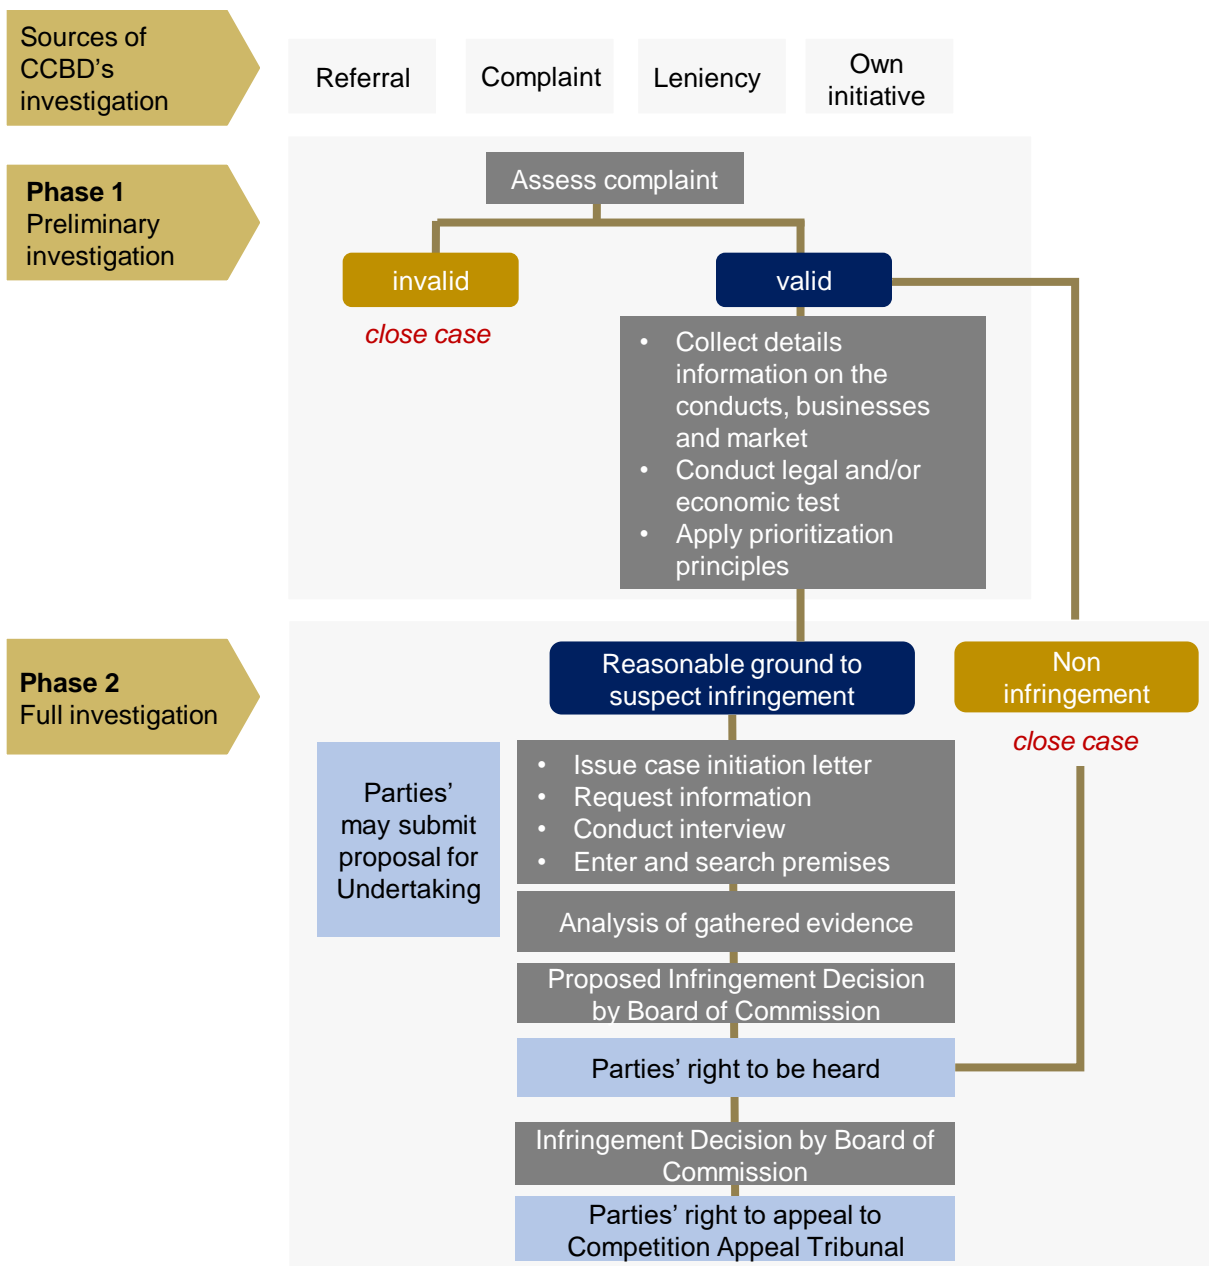 Sources of
CCBD's
investigation
Referral
Complaint
Leniency
Own
initiative
Phase 1
Preliminary
investigation
Assess complaint
invalid
valid
close case
• Collect details
information on the
conducts, businesses
and market
• Conduct legal and/or
economic test
• Apply prioritization
principles
Phase 2
Full investigation
Reasonable ground to
suspect infringement
Non
infringement
close case
Parties’
may submit
proposal for
Undertaking
• Issue case initiation letter
• Request information
• Conduct interview
• Enter and search premises
Analysis of gathered evidence
Proposed Infringement Decision
by Board of Commission
Parties’ right to be heard
Infringement Decision by Board of
Commission
Parties’ right to appeal to
Competition Appeal Tribunal